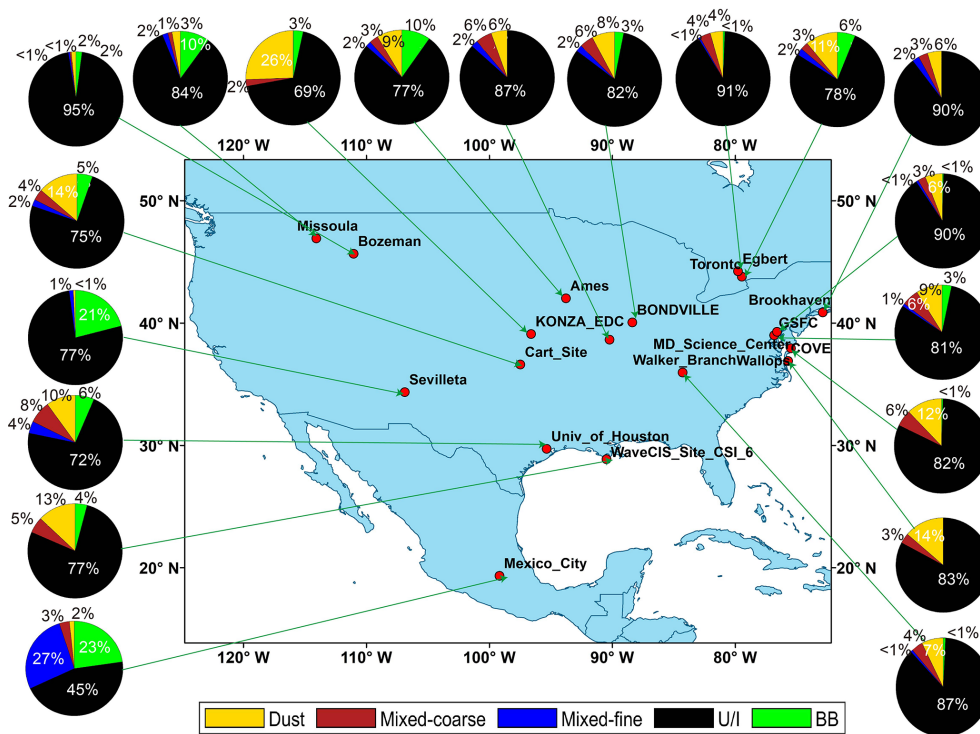 <1% <1% 2% 2% 95%
2% 1% 3% 10% 84%
3% 26% 2% 69%
2% 3% 9% 10% 77%
2% 6% 6% 87%
2% 6% 8% 3% 82%
<1% 4% 4% <1% 91%
2% 3% 11% 6% 78%
2% 3% 6% 90%
120° W 110° W 100° W 90° W 80° W
4% 14% 5% 2% 75%
<1% 3% 6% <1% 90%
50° N 50° N
Missoula
Bozeman
Toronto Egbert
Ames
1% <1% 21% 77%
Brookhaven
1% 6% 9% 3% 81%
40° N 40° N
KONZA_EDC
BONDVILLE
GSFC
MD_Science_Center
COVE
Cart_Site
Walker_Branch
Wallops
Sevilleta
4% 8% 10% 6% 72%
6% 12% <1% 82%
30° N 30° N
Univ_of_Houston
WaveCIS_Site_CSI_6
5% 13% 4% 77%
3% 14% 83%
20° N 20° N
Mexico_City
27% 3% 2% 23% 45%
<1% 4% 7% <1% 87%
120° W 110° W 100° W 90° W 80° W
Dust Mixed-coarse Mixed-fine U/I BB